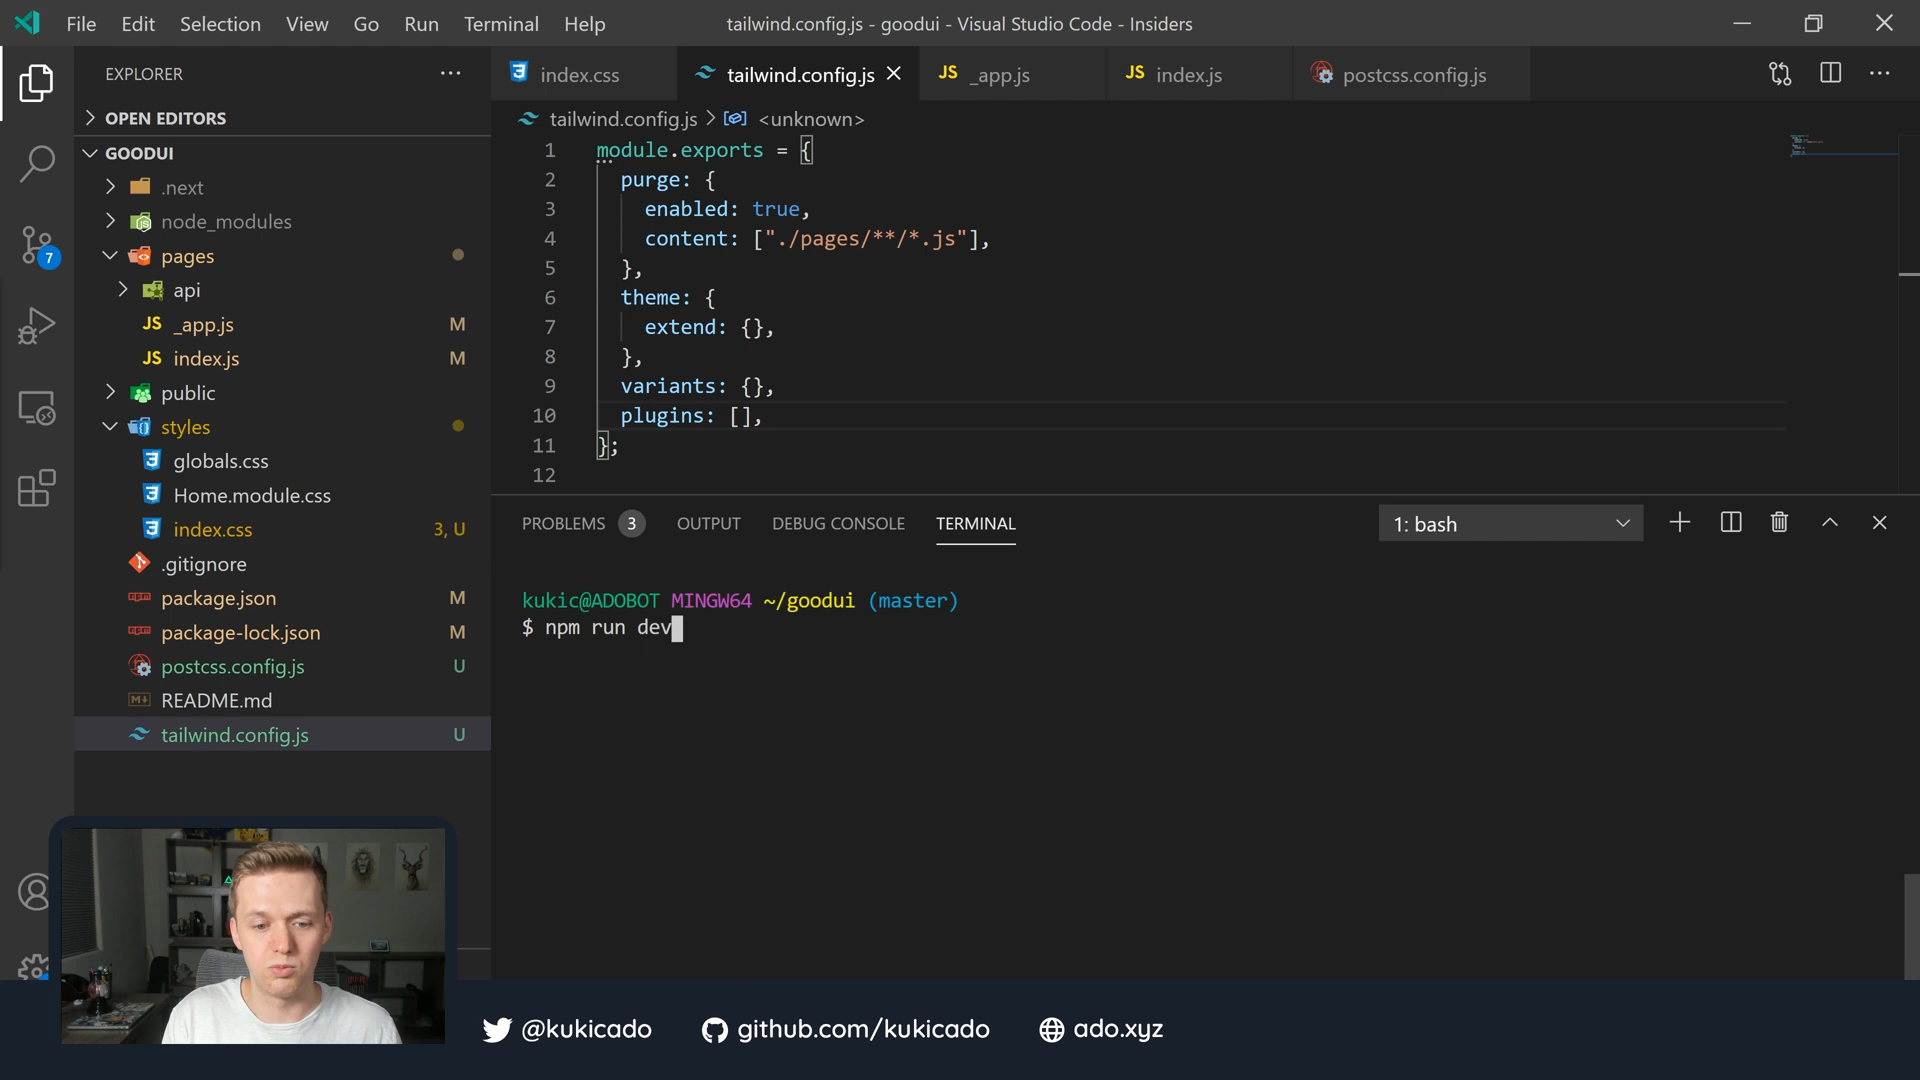 File Edit Selection View Go Run Terminal Help
tailwind.config.js - goodui - Visual Studio Code - Insiders
EXPLORER
OPEN EDITORS
GOODUI
.next
node_modules
pages
api
JS _app.js M
JS index.js M
public
styles
globals.css
Home.module.css
index.css 3, U
.gitignore
package.json M
package-lock.json M
postcss.config.js U
README.md
tailwind.config.js U
7
index.css
tailwind.config.js
JS _app.js
JS index.js
postcss.config.js
tailwind.config.js > <unknown>
1 module.exports = {
2 purge: {
3 enabled: true,
4 content: ["./pages/**/*.js"],
5 },
6 theme: {
7 extend: {},
8 },
9 variants: {},
10 plugins: [],
11 };
12
PROBLEMS 3 OUTPUT DEBUG CONSOLE TERMINAL
1: bash
kukic@ADOBOT MINGW64 ~/goodui (master)
$ npm run dev
@kukicado
github.com/kukicado
ado.xyz